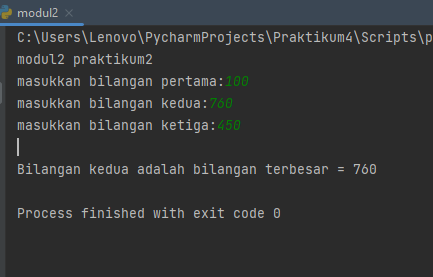 modul2
C:\Users\Lenovo\PycharmProjects\Praktikum4\Scripts\p
modul2 praktikum2
masukkan bilangan pertama:100
masukkan bilangan kedua:760
masukkan bilangan ketiga:450
Bilangan kedua adalah bilangan terbesar = 760
Process finished with exit code 0